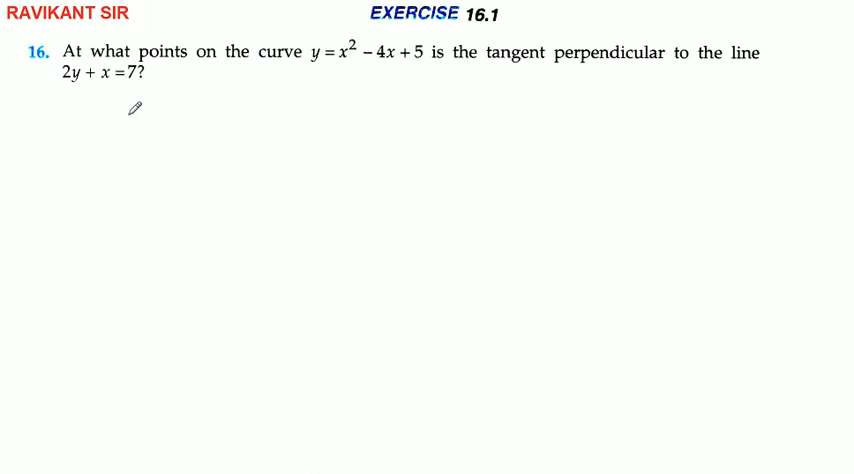 RAVIKANT SIR
EXERCISE 16.1
16. At what points on the curve y = x² – 4x + 5 is the tangent perpendicular to the line
2y + x = 7?